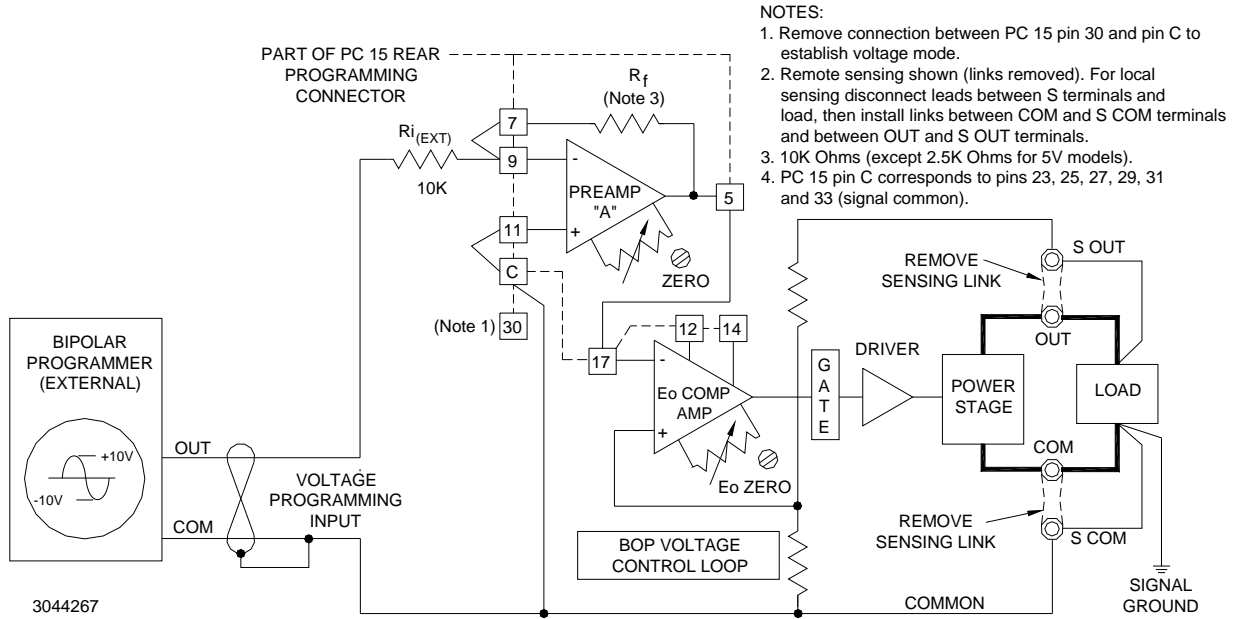 NOTES:
1. Remove connection between PC 15 pin 30 and pin C to
establish voltage mode.
2. Remote sensing shown (links removed). For local
sensing disconnect leads between S terminals and
load, then install links between COM and S COM terminals
and between OUT and S OUT terminals.
3. 10K Ohms (except 2.5K Ohms for 5V models).
4. PC 15 pin C corresponds to pins 23, 25, 27, 29, 31
and 33 (signal common).
PART OF PC 15 REAR
PROGRAMMING
CONNECTOR
Rf
(Note 3)
Ri(EXT)
10K
7
9
-
PREAMP
"A"
5
11
+
C
ZERO
(Note 1)
30
17
12
14
-
Eo COMP
AMP
+
Eo ZERO
GATE
DRIVER
POWER
STAGE
REMOVE
SENSING LINK
S OUT
OUT
LOAD
COM
REMOVE
SENSING LINK
S COM
SIGNAL
GROUND
BIPOLAR
PROGRAMMER
(EXTERNAL)
+10V
-10V
OUT
COM
VOLTAGE
PROGRAMMING
INPUT
BOP VOLTAGE
CONTROL LOOP
COMMON
3044267